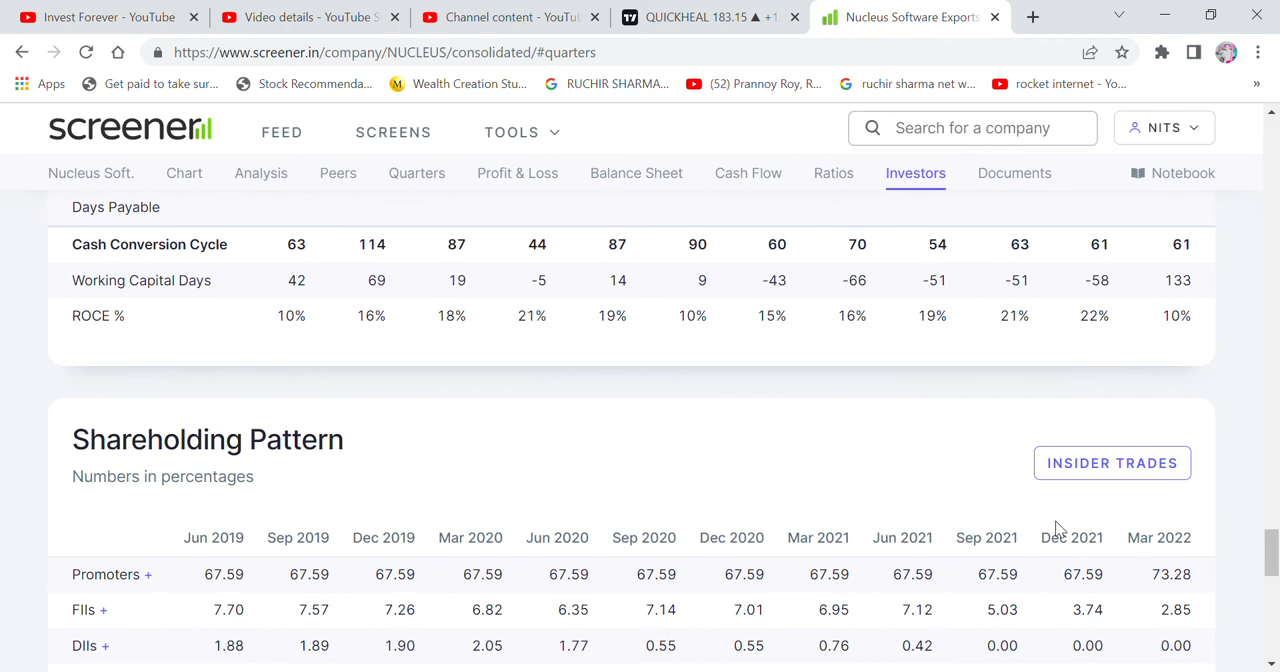 Invest Forever - YouTube Video details - YouTube S Channel content - YouTu QUICKHEAL 183.15 ▲ +1. Nucleus Software Exports
https://www.screener.in/company/NUCLEUS/consolidated/#quarters
Apps Get paid to take sur... Stock Recommenda... Wealth Creation Stu... RUCHIR SHARMA... (52) Prannoy Roy, R... ruchir sharma net w... rocket internet - Yo... »
screener FEED SCREENS TOOLS Search for a company NITS
Nucleus Soft. Chart Analysis Peers Quarters Profit & Loss Balance Sheet Cash Flow Ratios Investors Documents Notebook
Days Payable
Cash Conversion Cycle 63 114 87 44 87 90 60 70 54 63 61 61
Working Capital Days 42 69 19 -5 14 9 -43 -66 -51 -51 -58 133
ROCE % 10% 16% 18% 21% 19% 10% 15% 16% 19% 21% 22% 10%
Shareholding Pattern
Numbers in percentages
INSIDER TRADES
Jun 2019 Sep 2019 Dec 2019 Mar 2020 Jun 2020 Sep 2020 Dec 2020 Mar 2021 Jun 2021 Sep 2021 Dec 2021 Mar 2022
Promoters + 67.59 67.59 67.59 67.59 67.59 67.59 67.59 67.59 67.59 67.59 67.59 73.28
FIIs + 7.70 7.57 7.26 6.82 6.35 7.14 7.01 6.95 7.12 5.03 3.74 2.85
DIIs + 1.88 1.89 1.90 2.05 1.77 0.55 0.55 0.76 0.42 0.00 0.00 0.00